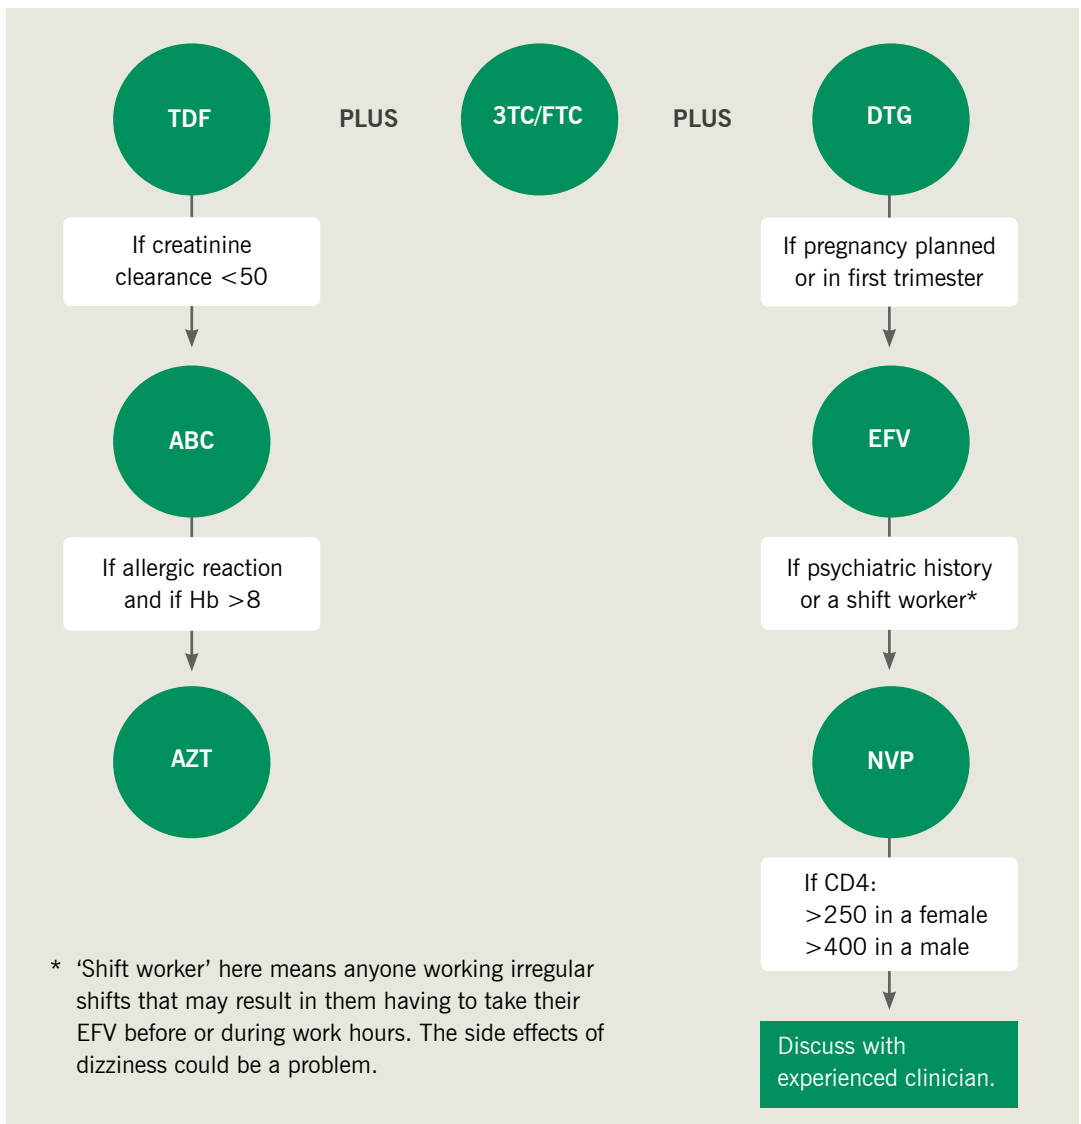 TDF
PLUS
3TC/FTC
PLUS
DTG
If creatinine
clearance <50
If pregnancy planned
or in first trimester
ABC
EFV
If allergic reaction
and if Hb >8
If psychiatric history
or a shift worker*
AZT
NVP
If CD4:
>250 in a female
>400 in a male
* ‘Shift worker’ here means anyone working irregular
shifts that may result in them having to take their
EFV before or during work hours. The side effects of
dizziness could be a problem.
Discuss with
experienced clinician.